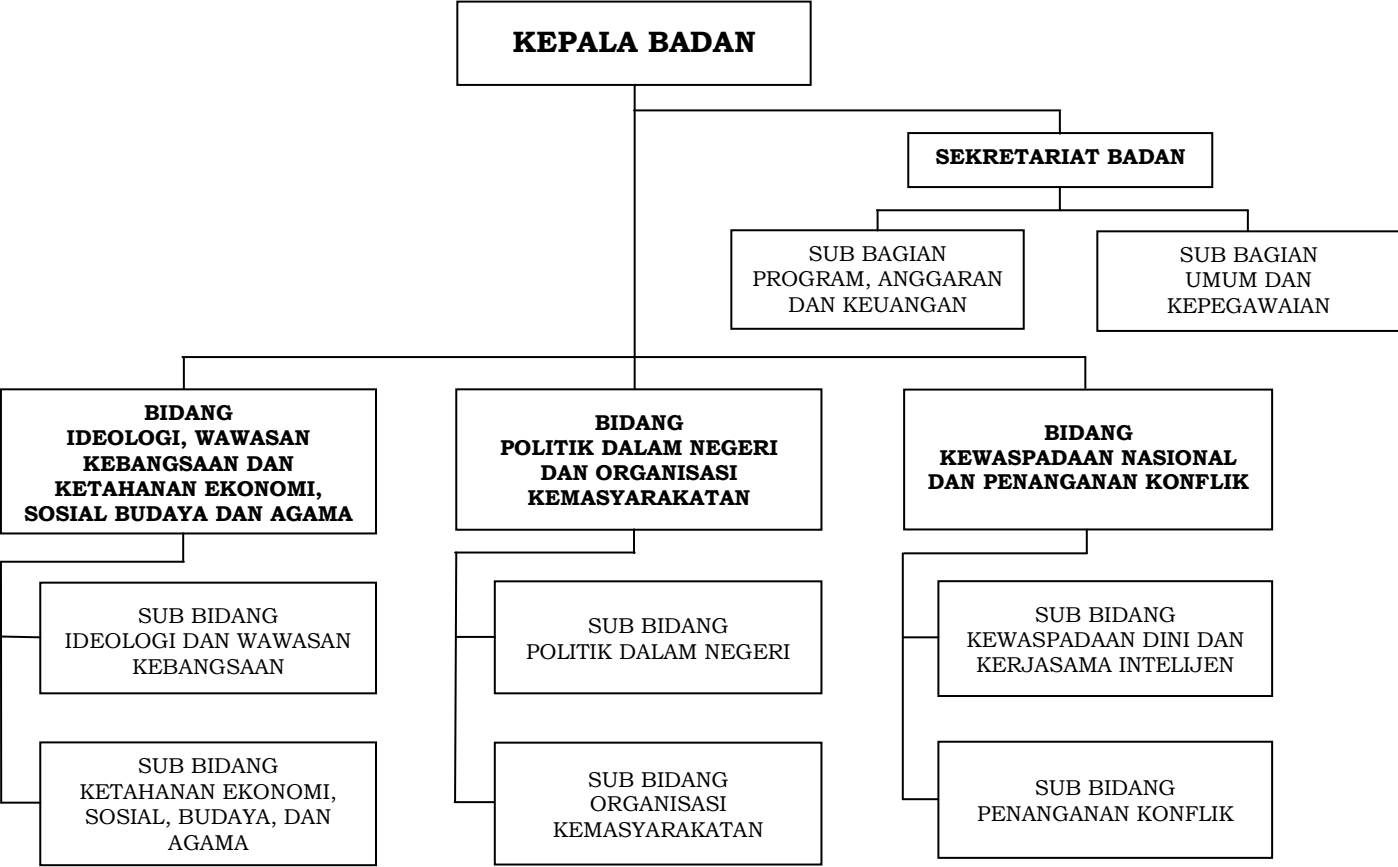 KEPALA BADAN
SEKRETARIAT BADAN
SUB BAGIAN
PROGRAM, ANGGARAN
DAN KEUANGAN
SUB BAGIAN
UMUM DAN
KEPEGAWAIAN
BIDANG
IDEOLOGI, WAWASAN
KEBANGSAAN DAN
KETAHANAN EKONOMI,
SOSIAL BUDAYA DAN AGAMA
BIDANG
POLITIK DALAM NEGERI
DAN ORGANISASI
KEMASYARAKATAN
BIDANG
KEWASPADAAN NASIONAL
DAN PENANGANAN KONFLIK
SUB BIDANG
IDEOLOGI DAN WAWASAN
KEBANGSAAN
SUB BIDANG
POLITIK DALAM NEGERI
SUB BIDANG
KEWASPADAAN DINI DAN
KERJASAMA INTELIJEN
SUB BIDANG
KETAHANAN EKONOMI,
SOSIAL, BUDAYA, DAN
AGAMA
SUB BIDANG
ORGANISASI
KEMASYARAKATAN
SUB BIDANG
PENANGANAN KONFLIK